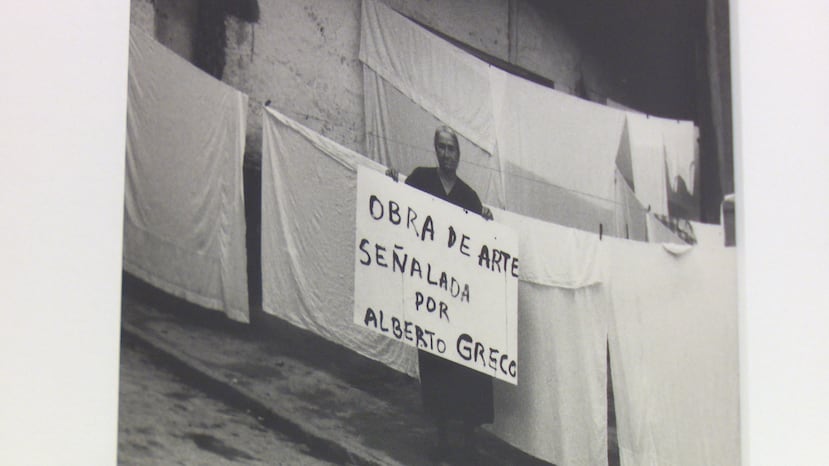 OBRA DE ARTE
SEÑALADA
POR
ALBERTO GRECO